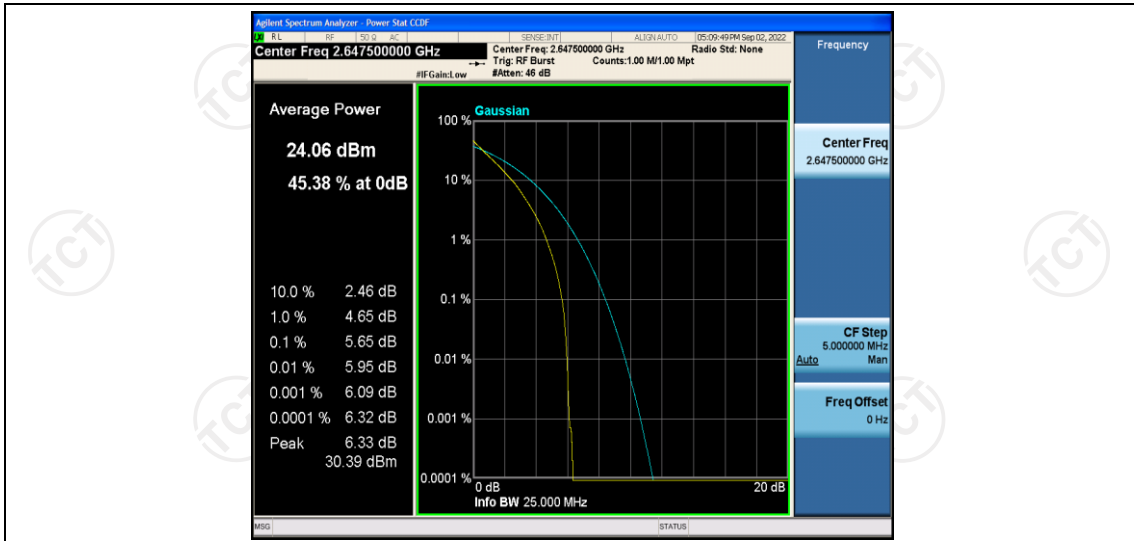 Agilent Spectrum Analyzer - Power Stat CCDF
LXI RL RF 50 Ω AC SENSE:INT ALIGN AUTO 05:09:49 PM Sep 02, 2022
Center Freq 2.647500000 GHz
Center Freq: 2.647500000 GHz Radio Std: None
Trig: RF Burst Counts:1.00 M/1.00 Mpt
#IFGain:Low #Atten: 46 dB
Frequency
Average Power
24.06 dBm
45.38 % at 0dB
10.0 % 2.46 dB
1.0 % 4.65 dB
0.1 % 5.65 dB
0.01 % 5.95 dB
0.001 % 6.09 dB
0.0001 % 6.32 dB
Peak 6.33 dB
30.39 dBm
Gaussian
100 %
10 %
1 %
0.1 %
0.01 %
0.001 %
0.0001 %
0 dB 20 dB
Info BW 25.000 MHz
Center Freq
2.647500000 GHz
CF Step
5.000000 MHz
Auto Man
Freq Offset
0 Hz
MSG STATUS
TCT
TCT
TCT
TCT
TCT
TCT